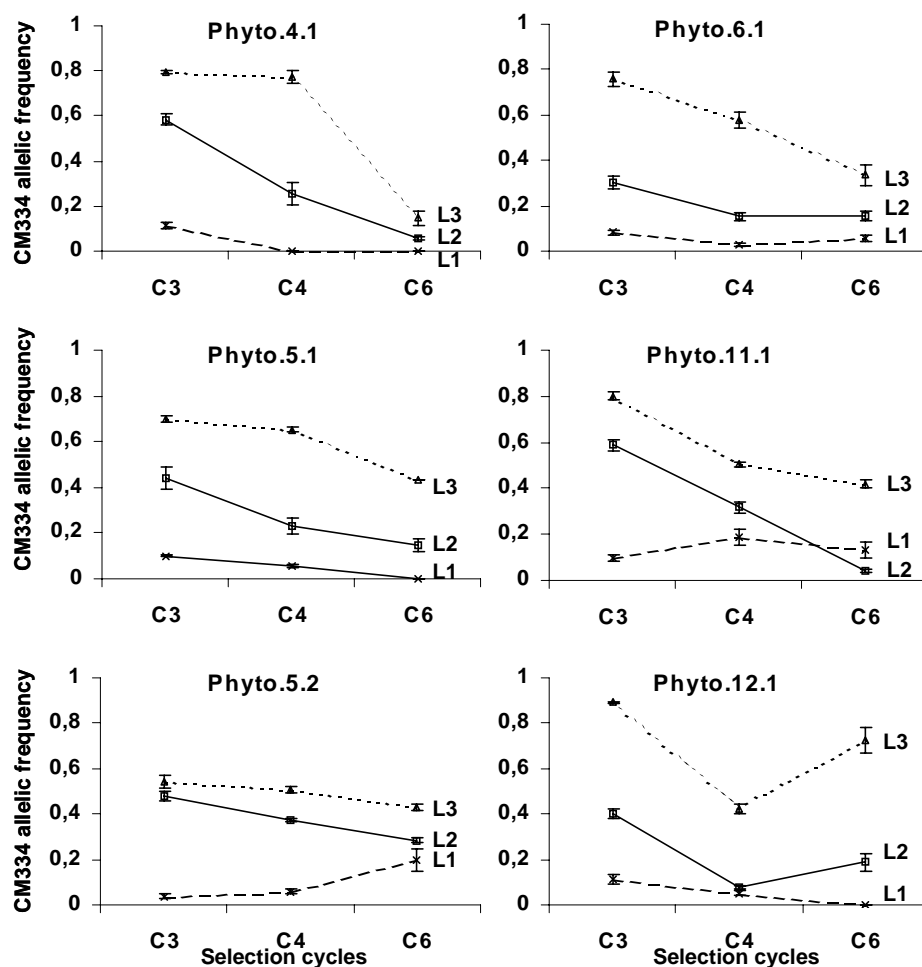 Phyto.4.1
CM334 allelic frequency
1
0,8
0,6
0,4
0,2
0
L3
L2
L1
C3 C4 C6
Phyto.6.1
1
0,8
0,6
0,4
0,2
0
L3
L2
L1
C3 C4 C6
Phyto.5.1
CM334 allelic frequency
1
0,8
0,6
0,4
0,2
0
L3
L2
L1
C3 C4 C6
Phyto.11.1
1
0,8
0,6
0,4
0,2
0
L3
L1
L2
C3 C4 C6
Phyto.5.2
CM334 allelic frequency
1
0,8
0,6
0,4
0,2
0
L3
L2
L1
C3 C4 C6
Selection cycles
Phyto.12.1
1
0,8
0,6
0,4
0,2
0
L3
L2
L1
C3 C4 C6
Selection cycles